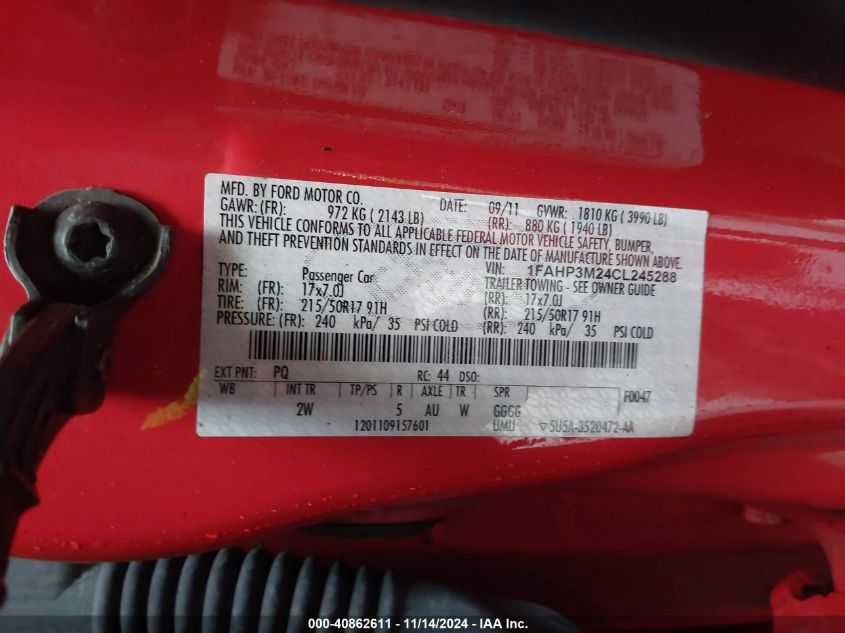 MFD. BY FORD MOTOR CO. DATE: 09/11 GVWR: 1810 KG ( 3990 LB)
GAWR: (FR): 972 KG ( 2143 LB) (RR): 880 KG ( 1940 LB)
THIS VEHICLE CONFORMS TO ALL APPLICABLE FEDERAL MOTOR VEHICLE SAFETY, BUMPER,
AND THEFT PREVENTION STANDARDS IN EFFECT ON THE DATE OF MANUFACTURE SHOWN ABOVE.
VIN: 1FAHP3M24CL245288
TYPE: Passenger Car TRAILER TOWING - SEE OWNER GUIDE
RIM: (FR): 17x7.0J (RR): 17x7.0J
TIRE: (FR): 215/50R17 91H (RR): 215/50R17 91H
PRESSURE: (FR): 240 kPa/ 35 PSI COLD (RR): 240 kPa/ 35 PSI COLD
EXT PNT: PQ RC: 44 DSO: F0047
WB INT TR TP/PS R AXLE TR SPR
2W 5 AU W GGGG
1201109157601 UMU ▽5U5A-3520472-AA
000-40862611 - 11/14/2024 - IAA Inc.